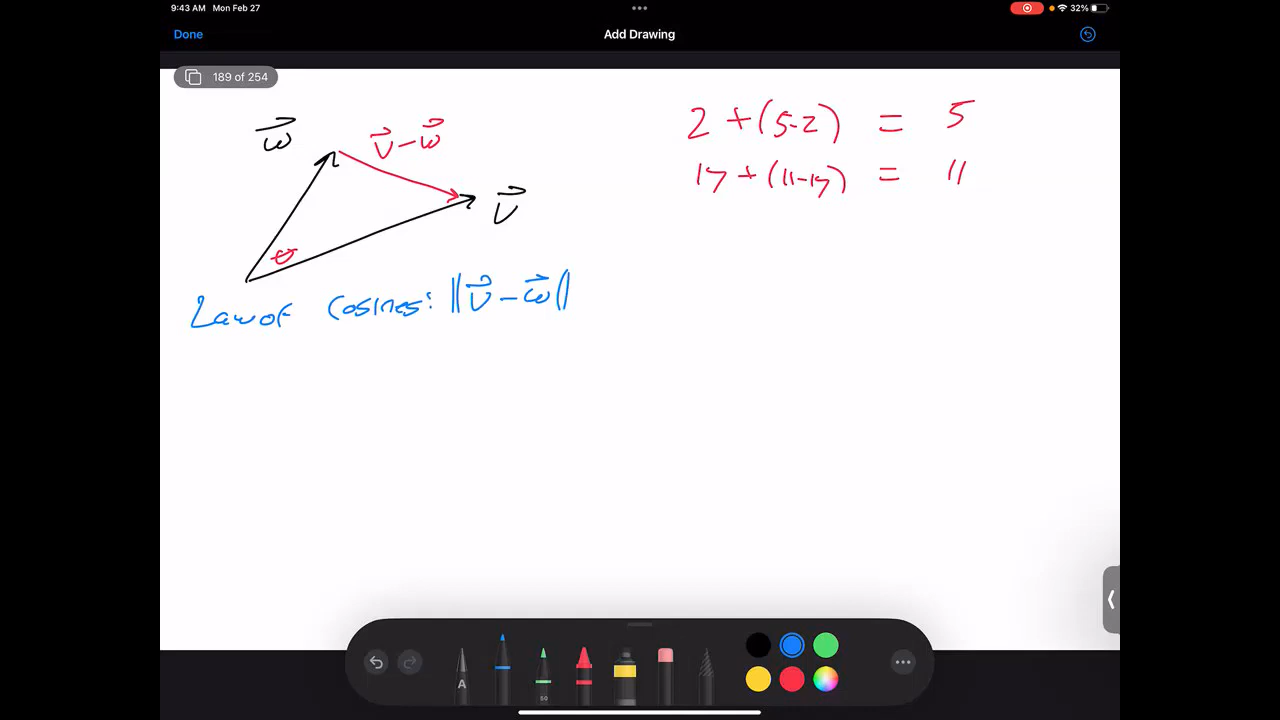 9:43 AM Mon Feb 27
32%
Done
Add Drawing
189 of 254
w
v-w
v
θ
2 + (5-2) = 5
17 + (11-17) = 11
Law of Cosines: ||v-w||
A
50